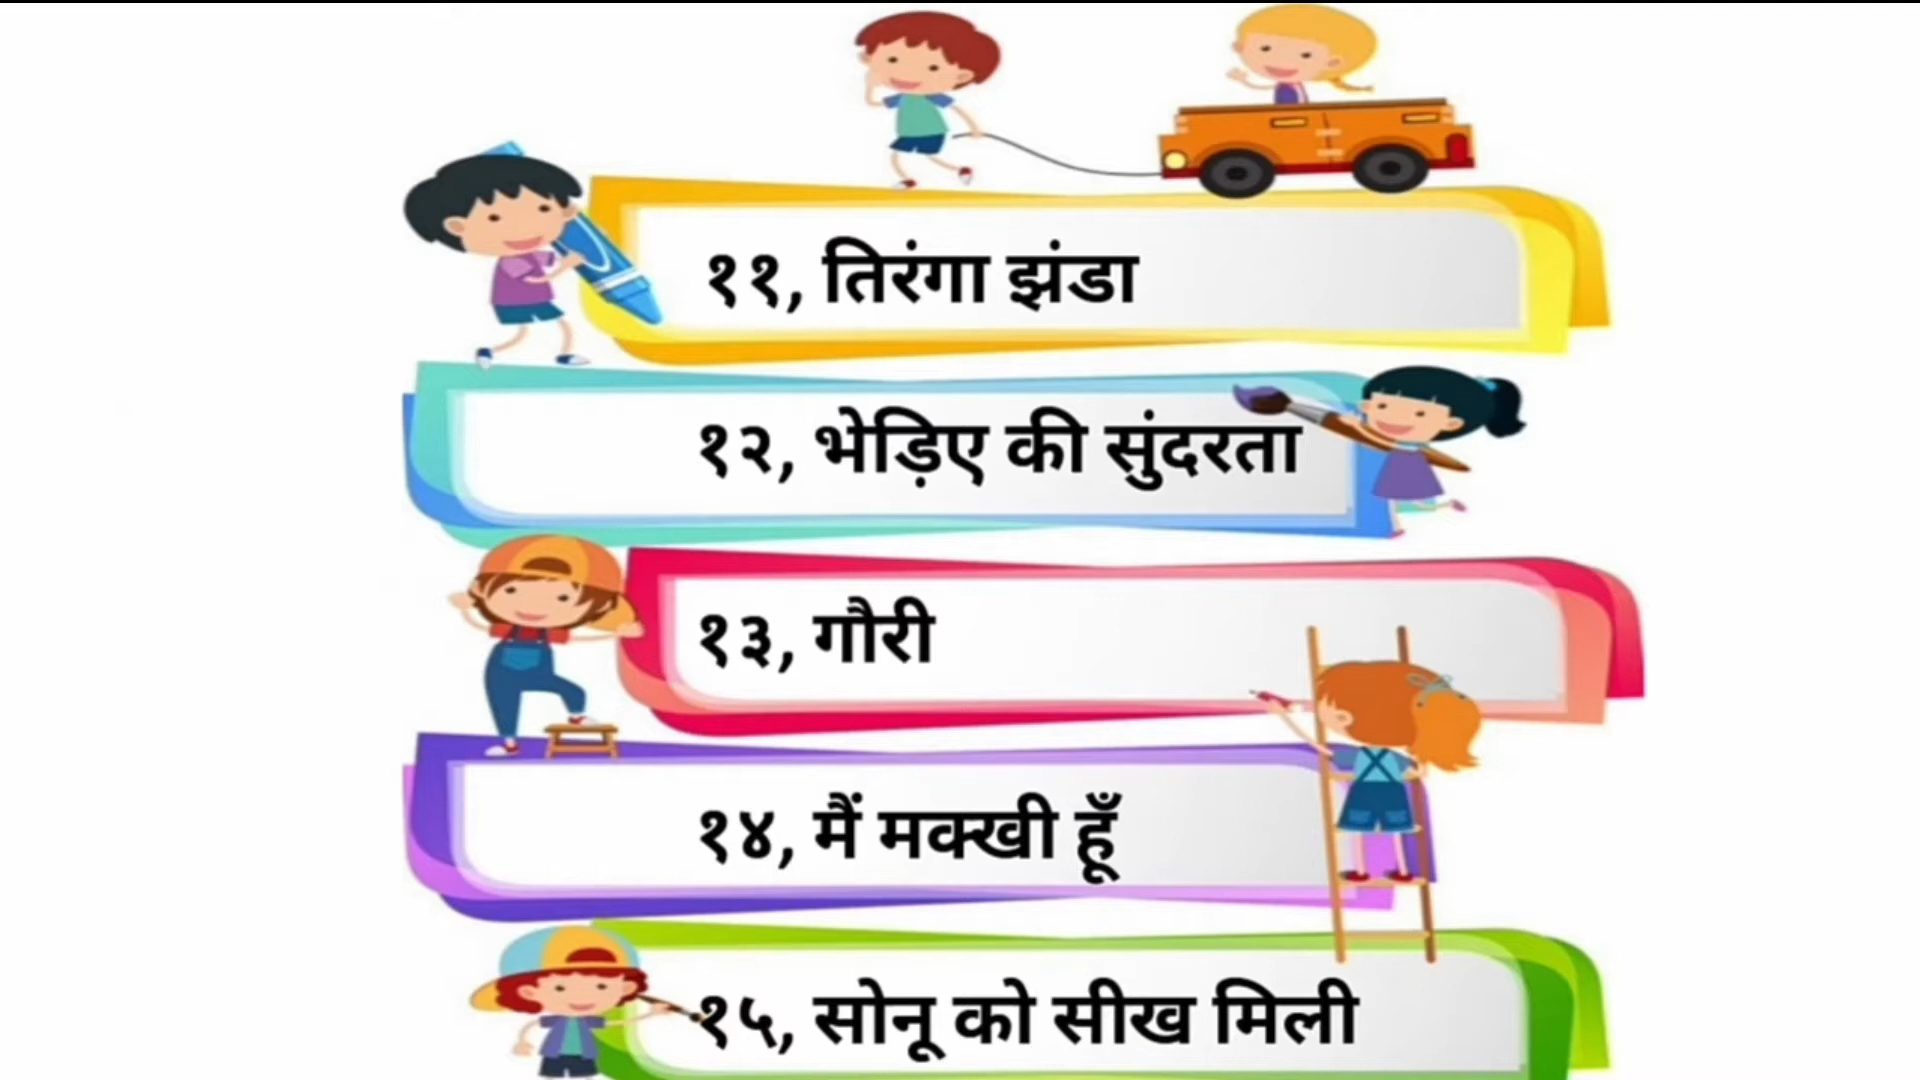 ११, तिरंगा झंडा
१२, भेड़िए की सुंदरता
१३, गौरी
१४, मैं मक्खी हूँ
१५, सोनू को सीख मिली